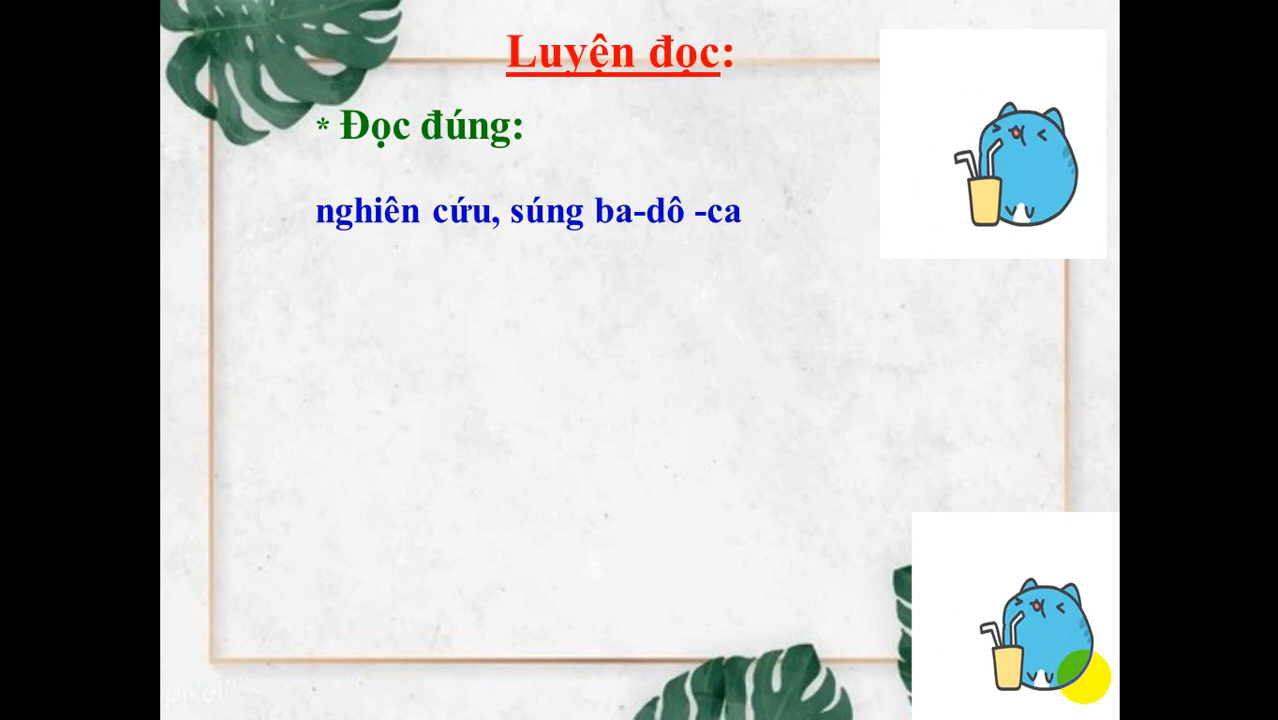 Luyện đọc:
* Đọc đúng:
nghiên cứu, súng ba-dô -ca